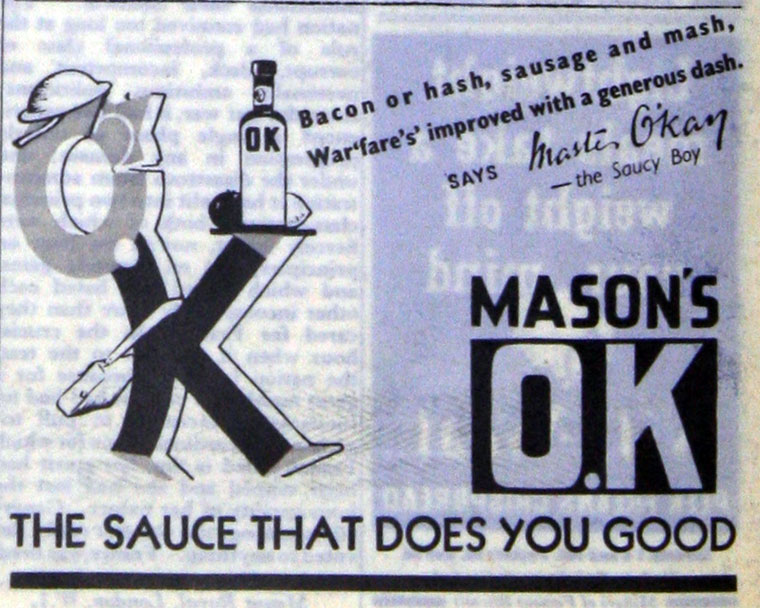 Bacon or hash, sausage and mash,
War'fare's' improved with a generous dash.
SAYS Master O'kay
— the Saucy Boy
O.K
OK
MASON'S
O.K
THE SAUCE THAT DOES YOU GOOD